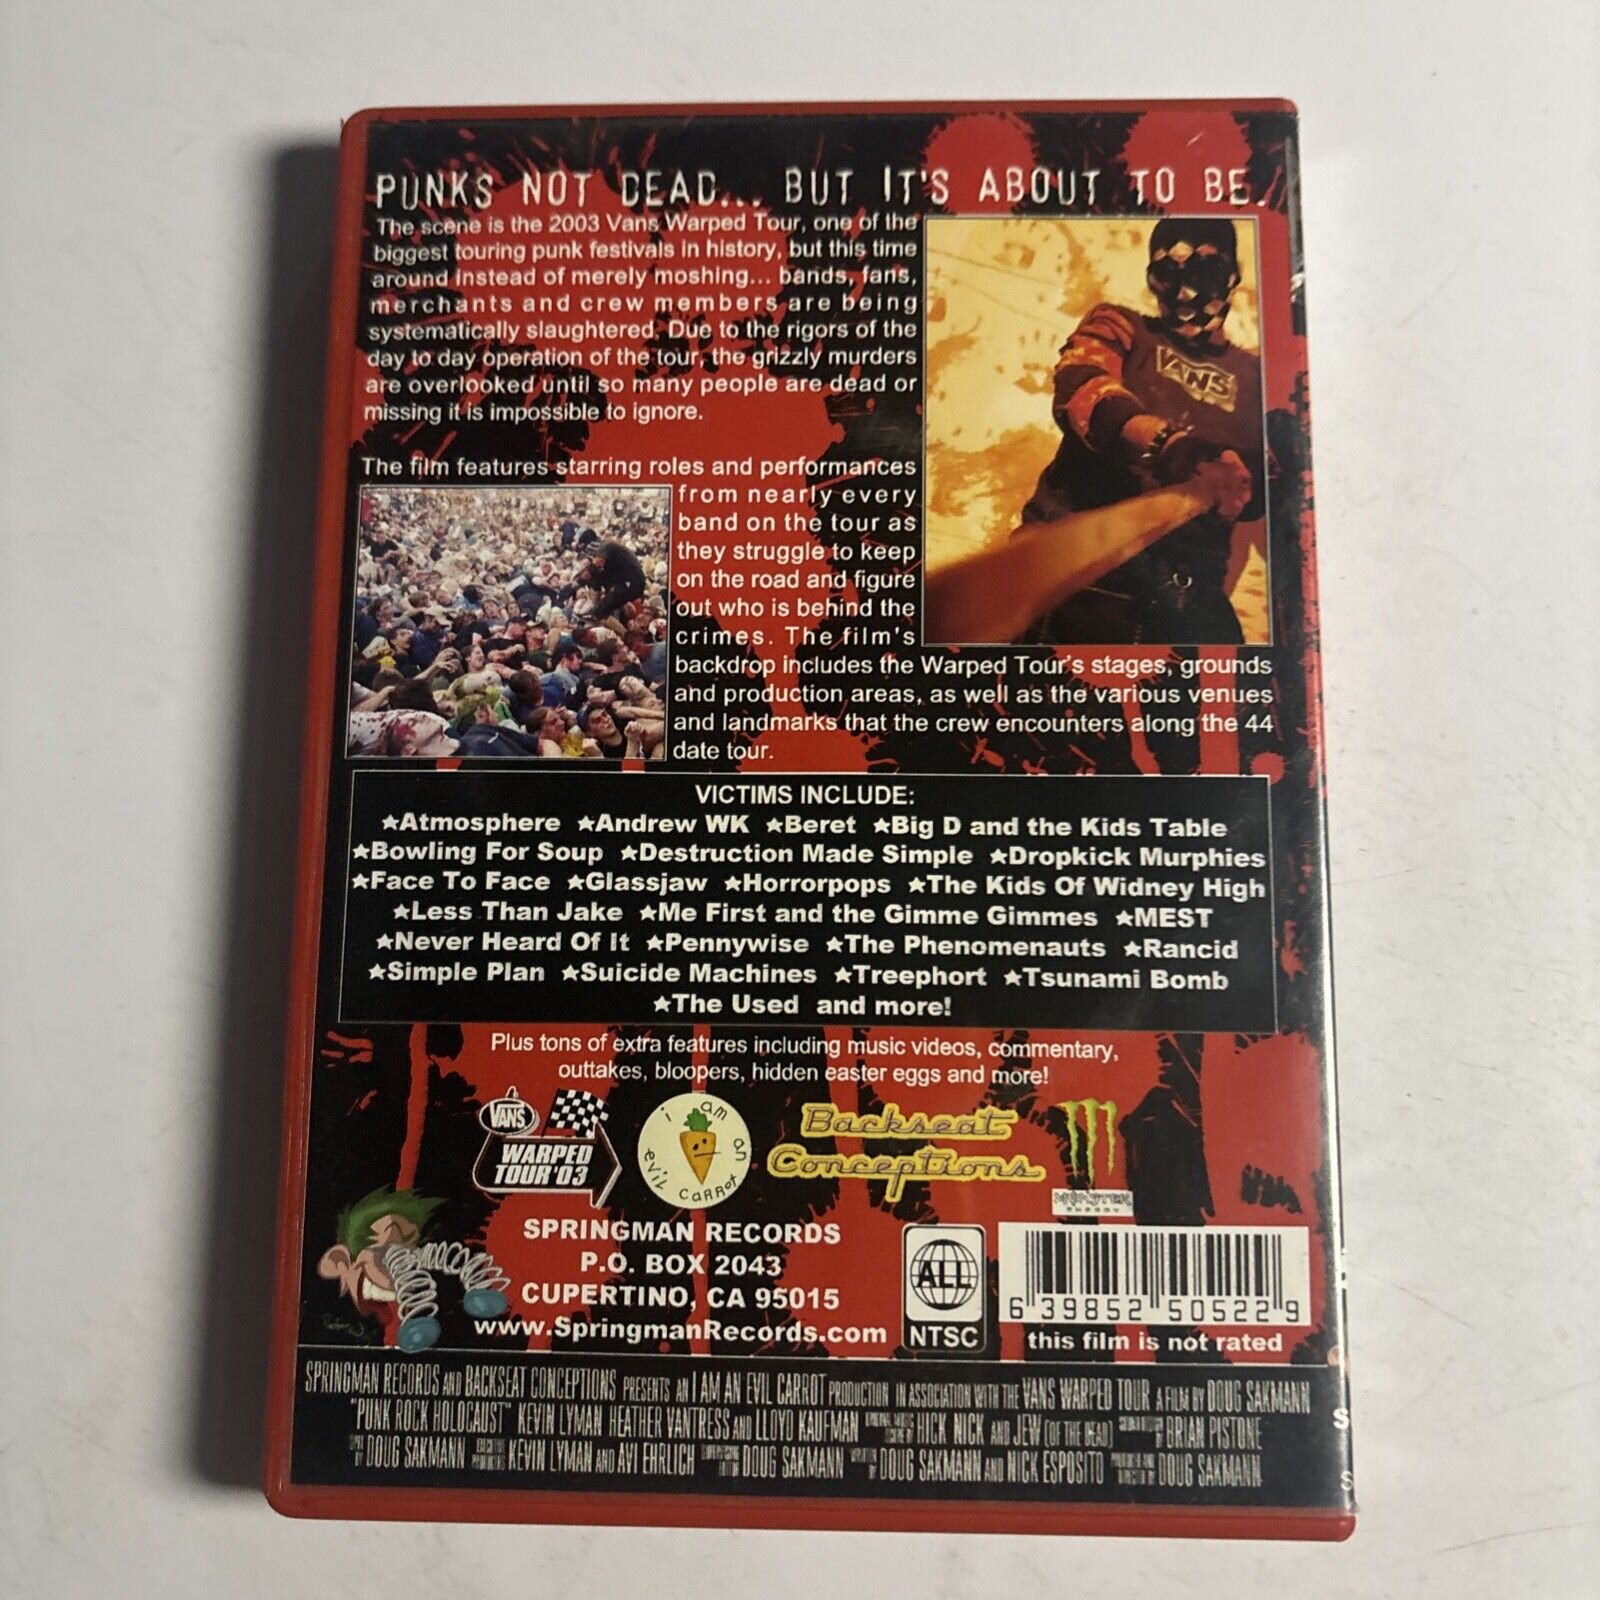 PUNKS NOT DEAD... BUT IT'S ABOUT TO BE.
The scene is the 2003 Vans Warped Tour, one of the
biggest touring punk festivals in history, but this time
around instead of merely moshing... bands, fans,
merchants and crew members are being
systematically slaughtered. Due to the rigors of the
day to day operation of the tour, the grizzly murders
are overlooked until so many people are dead or
missing it is impossible to ignore.
VANS
The film features starring roles and performances
from nearly every
band on the tour as
they struggle to keep
on the road and figure
out who is behind the
crimes. The film's
backdrop includes the Warped Tour's stages, grounds
and production areas, as well as the various venues
and landmarks that the crew encounters along the 44
date tour.
VICTIMS INCLUDE:
★Atmosphere ★Andrew WK ★Beret ★Big D and the Kids Table
★Bowling For Soup ★Destruction Made Simple ★Dropkick Murphies
★Face To Face ★Glassjaw ★Horrorpops ★The Kids Of Widney High
★Less Than Jake ★Me First and the Gimme Gimmes ★MEST
★Never Heard Of It ★Pennywise ★The Phenomenauts ★Rancid
★Simple Plan ★Suicide Machines ★Treephort ★Tsunami Bomb
★The Used and more!
Plus tons of extra features including music videos, commentary,
outtakes, bloopers, hidden easter eggs and more!
VANS
WARPED
TOUR '03
i am an evil carrot
Backseat
Conceptions
MONSTER
ENERGY
SPRINGMAN RECORDS
P.O. BOX 2043
CUPERTINO, CA 95015
www.SpringmanRecords.com
ALL
NTSC
6 39852 50522 9
this film is not rated
SPRINGMAN RECORDS AND BACKSEAT CONCEPTIONS PRESENTS AN I AM AN EVIL CARROT PRODUCTION IN ASSOCIATION WITH THE VANS WARPED TOUR A FILM BY DOUG SAKMANN
"PUNK ROCK HOLOCAUST" KEVIN LYMAN HEATHER VANTRESS AND LLOYD KAUFMAN HICK NICK AND JEW (OF THE DEAD) BRIAN PISTONE
BY DOUG SAKMANN EXECUTIVE PRODUCERS KEVIN LYMAN AND AVI EHRLICH DOUG SAKMANN WRITTEN BY DOUG SAKMANN AND NICK ESPOSITO DOUG SAKMANN